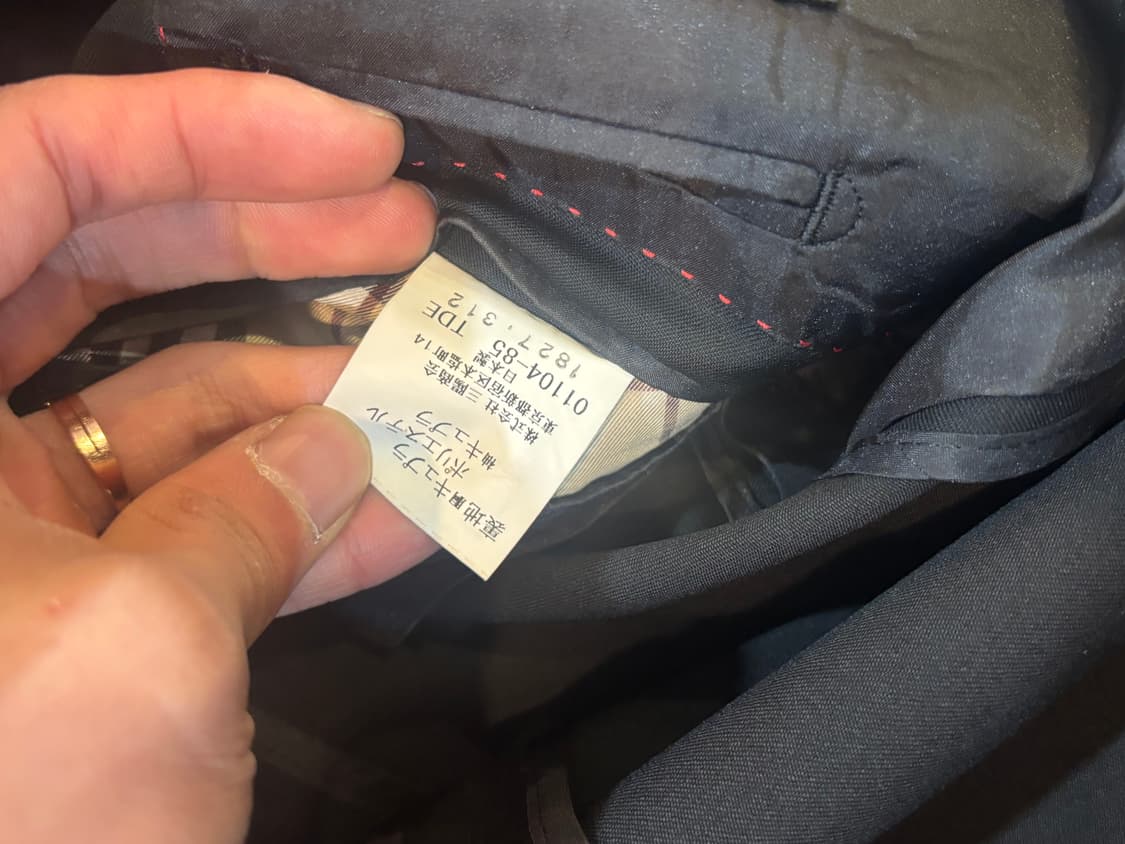 裏地胴キュプラ
ポリエステル
袖キュプラ
株式会社 三陽商会
東京都新宿区本塩町14
01104-85 日本製 TDE
1827.312